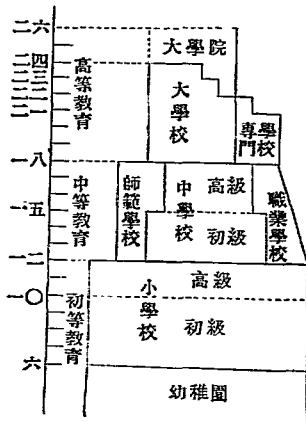 二六
二四
二三
二二
二一
一八
一五
一二
一〇
六
高等教育
中等教育
初等教育
大學院
大學校
專門學校
師範學校
中學校
高級
初級
職業學校
小學校
高級
初級
幼稚園